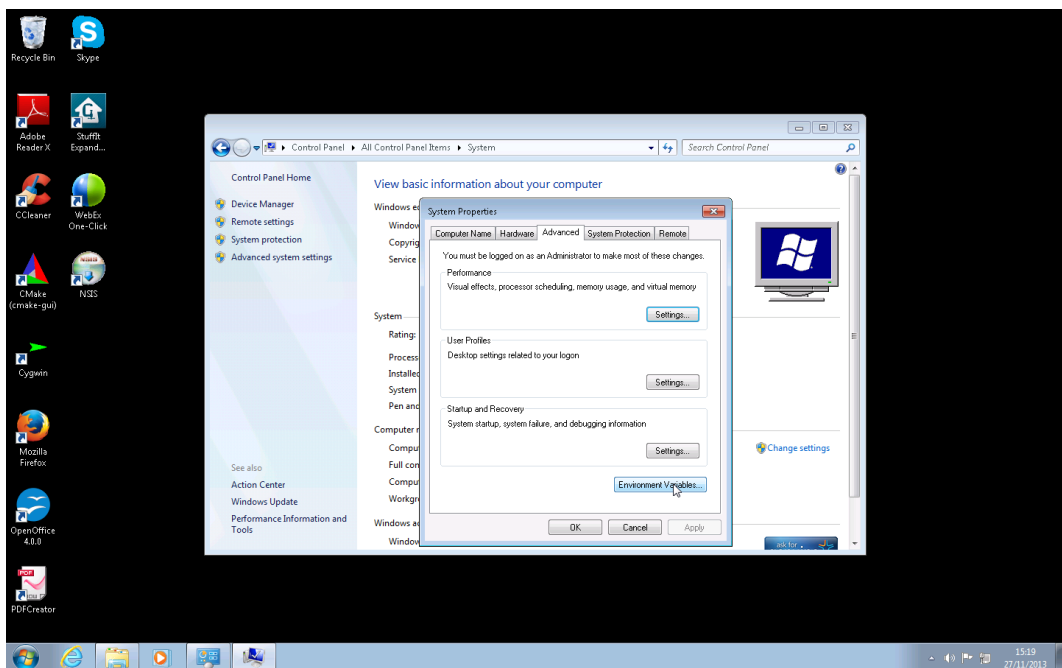 Recycle Bin
Skype
Adobe
Reader X
StuffIt
Expand...
CCleaner
WebEx
One-Click
CMake
(cmake-gui)
NSIS
Cygwin
Mozilla
Firefox
OpenOffice
4.0.0
PDFCreator
Control Panel
All Control Panel Items
System
Search Control Panel
Control Panel Home
Device Manager
Remote settings
System protection
Advanced system settings
See also
Action Center
Windows Update
Performance Information and
Tools
View basic information about your computer
Windows
Copyrig
Service
System
Rating:
Process
Installed
System
Pen and
Computer
Compu
Full con
Compu
Workgr
Windows
Change settings
ask for
System Properties
Computer Name
Hardware
Advanced
System Protection
Remote
You must be logged on as an Administrator to make most of these changes.
Performance
Visual effects, processor scheduling, memory usage, and virtual memory
Settings...
User Profiles
Desktop settings related to your logon
Settings...
Startup and Recovery
System startup, system failure, and debugging information
Settings...
Environment Variables...
OK
Cancel
Apply
15:19
27/11/2013